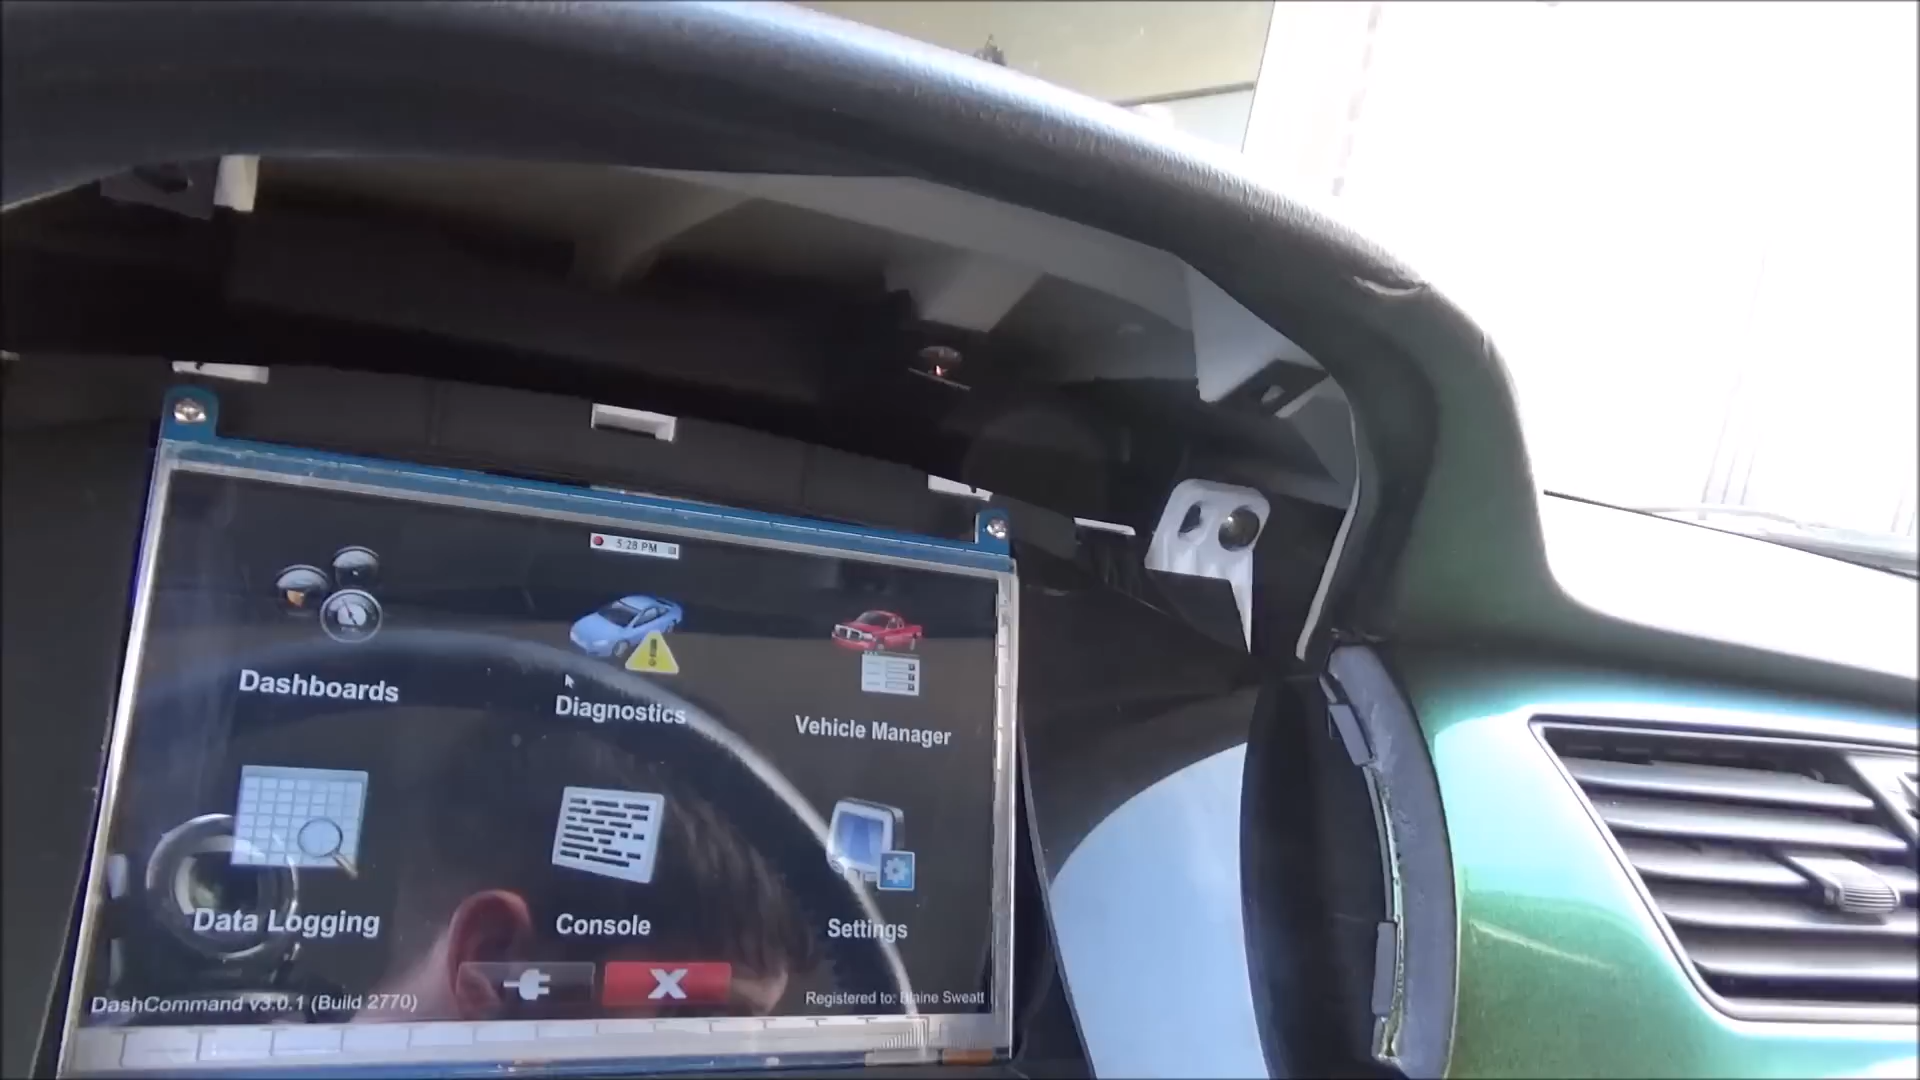 5:28 PM
Dashboards
Diagnostics
Vehicle Manager
Data Logging
Console
Settings
DashCommand v3.0.1 (Build 2770)
Registered to: Blaine Sweatt